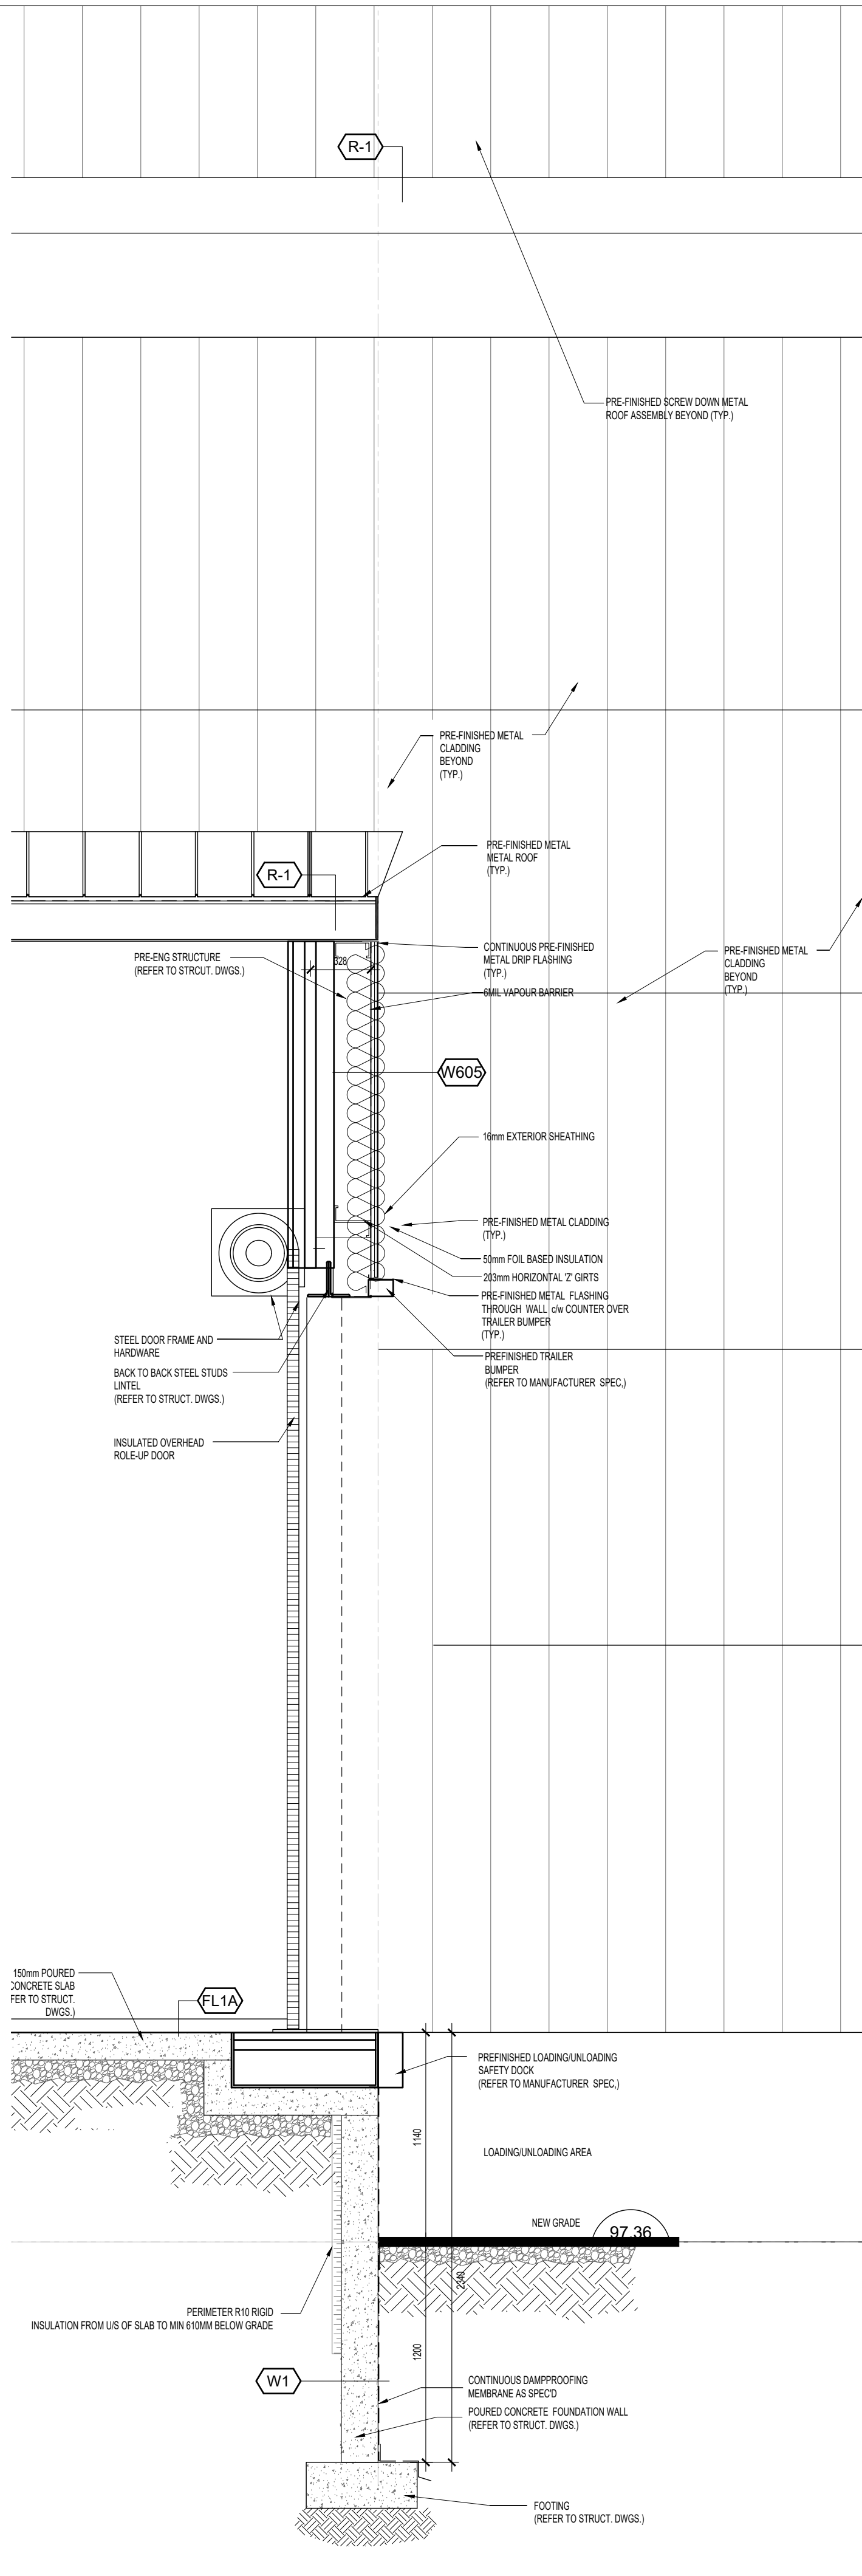 R-1
PRE-FINISHED SCREW DOWN METAL
ROOF ASSEMBLY BEYOND (TYP.)
PRE-FINISHED METAL
CLADDING
BEYOND
(TYP.)
PRE-FINISHED METAL
METAL ROOF
(TYP.)
R-1
PRE-ENG STRUCTURE
(REFER TO STRCUT. DWGS.)
328
CONTINUOUS PRE-FINISHED
METAL DRIP FLASHING
(TYP.)
PRE-FINISHED METAL
CLADDING
BEYOND
(TYP.)
6MIL VAPOUR BARRIER
W605
16mm EXTERIOR SHEATHING
PRE-FINISHED METAL CLADDING
(TYP.)
50mm FOIL BASED INSULATION
203mm HORIZONTAL 'Z' GIRTS
PRE-FINISHED METAL FLASHING
THROUGH WALL c/w COUNTER OVER
TRAILER BUMPER
(TYP.)
STEEL DOOR FRAME AND
HARDWARE
PREFINISHED TRAILER
BUMPER
(REFER TO MANUFACTURER SPEC,)
BACK TO BACK STEEL STUDS
LINTEL
(REFER TO STRUCT. DWGS.)
INSULATED OVERHEAD
ROLE-UP DOOR
150mm POURED
CONCRETE SLAB
FER TO STRUCT.
DWGS.)
FL1A
PREFINISHED LOADING/UNLOADING
SAFETY DOCK
(REFER TO MANUFACTURER SPEC,)
1140
LOADING/UNLOADING AREA
NEW GRADE
97.36
2340
PERIMETER R10 RIGID
INSULATION FROM U/S OF SLAB TO MIN 610MM BELOW GRADE
1200
W1
CONTINUOUS DAMPPROOFING
MEMBRANE AS SPEC'D
POURED CONCRETE FOUNDATION WALL
(REFER TO STRUCT. DWGS.)
FOOTING
(REFER TO STRUCT. DWGS.)